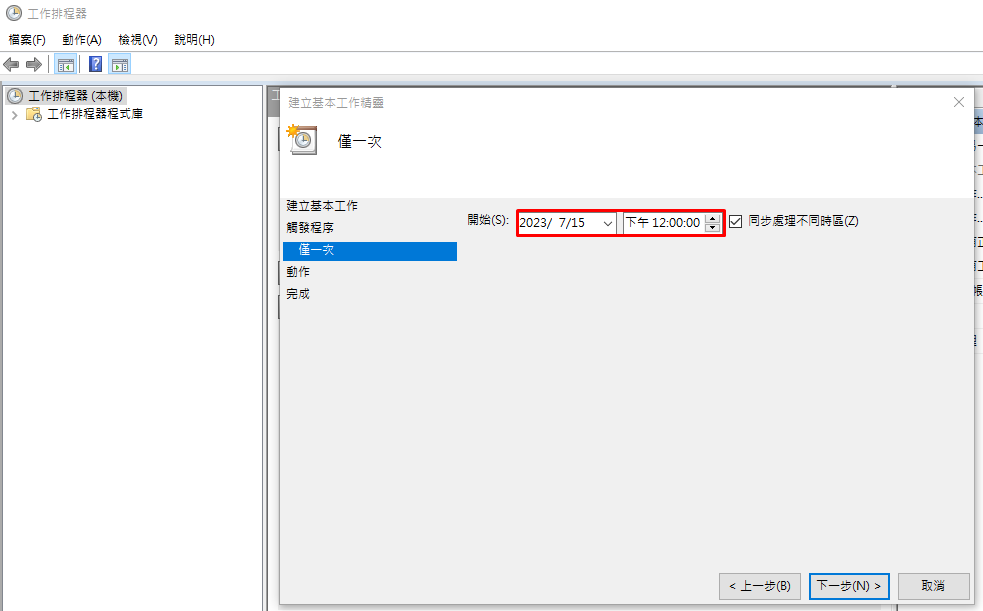 工作排程器
檔案(F) 動作(A) 檢視(V) 說明(H)
工作排程器 (本機)
工作排程器程式庫
建立基本工作精靈
僅一次
建立基本工作
觸發程序
僅一次
動作
完成
開始(S): 2023/ 7/15 下午 12:00:00 同步處理不同時區(Z)
< 上一步(B) 下一步(N) > 取消